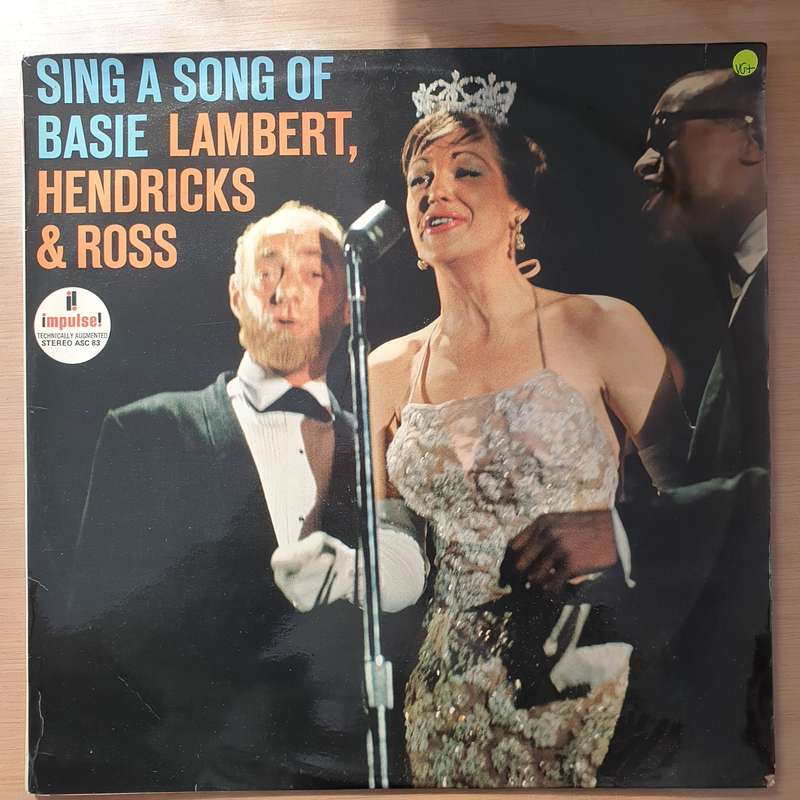 SING A SONG OF
BASIE LAMBERT,
HENDRICKS
& ROSS
impulse!
TECHNICALLY AUGMENTED
STEREO ASC 83
VG+